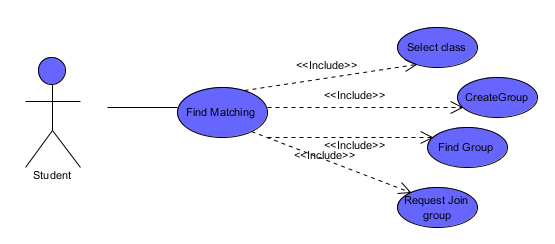 Select class
<<Include>>
CreateGroup
<<Include>>
Find Matching
Find Group
<<Include>>
<<Include>>
Student
Request Join
group